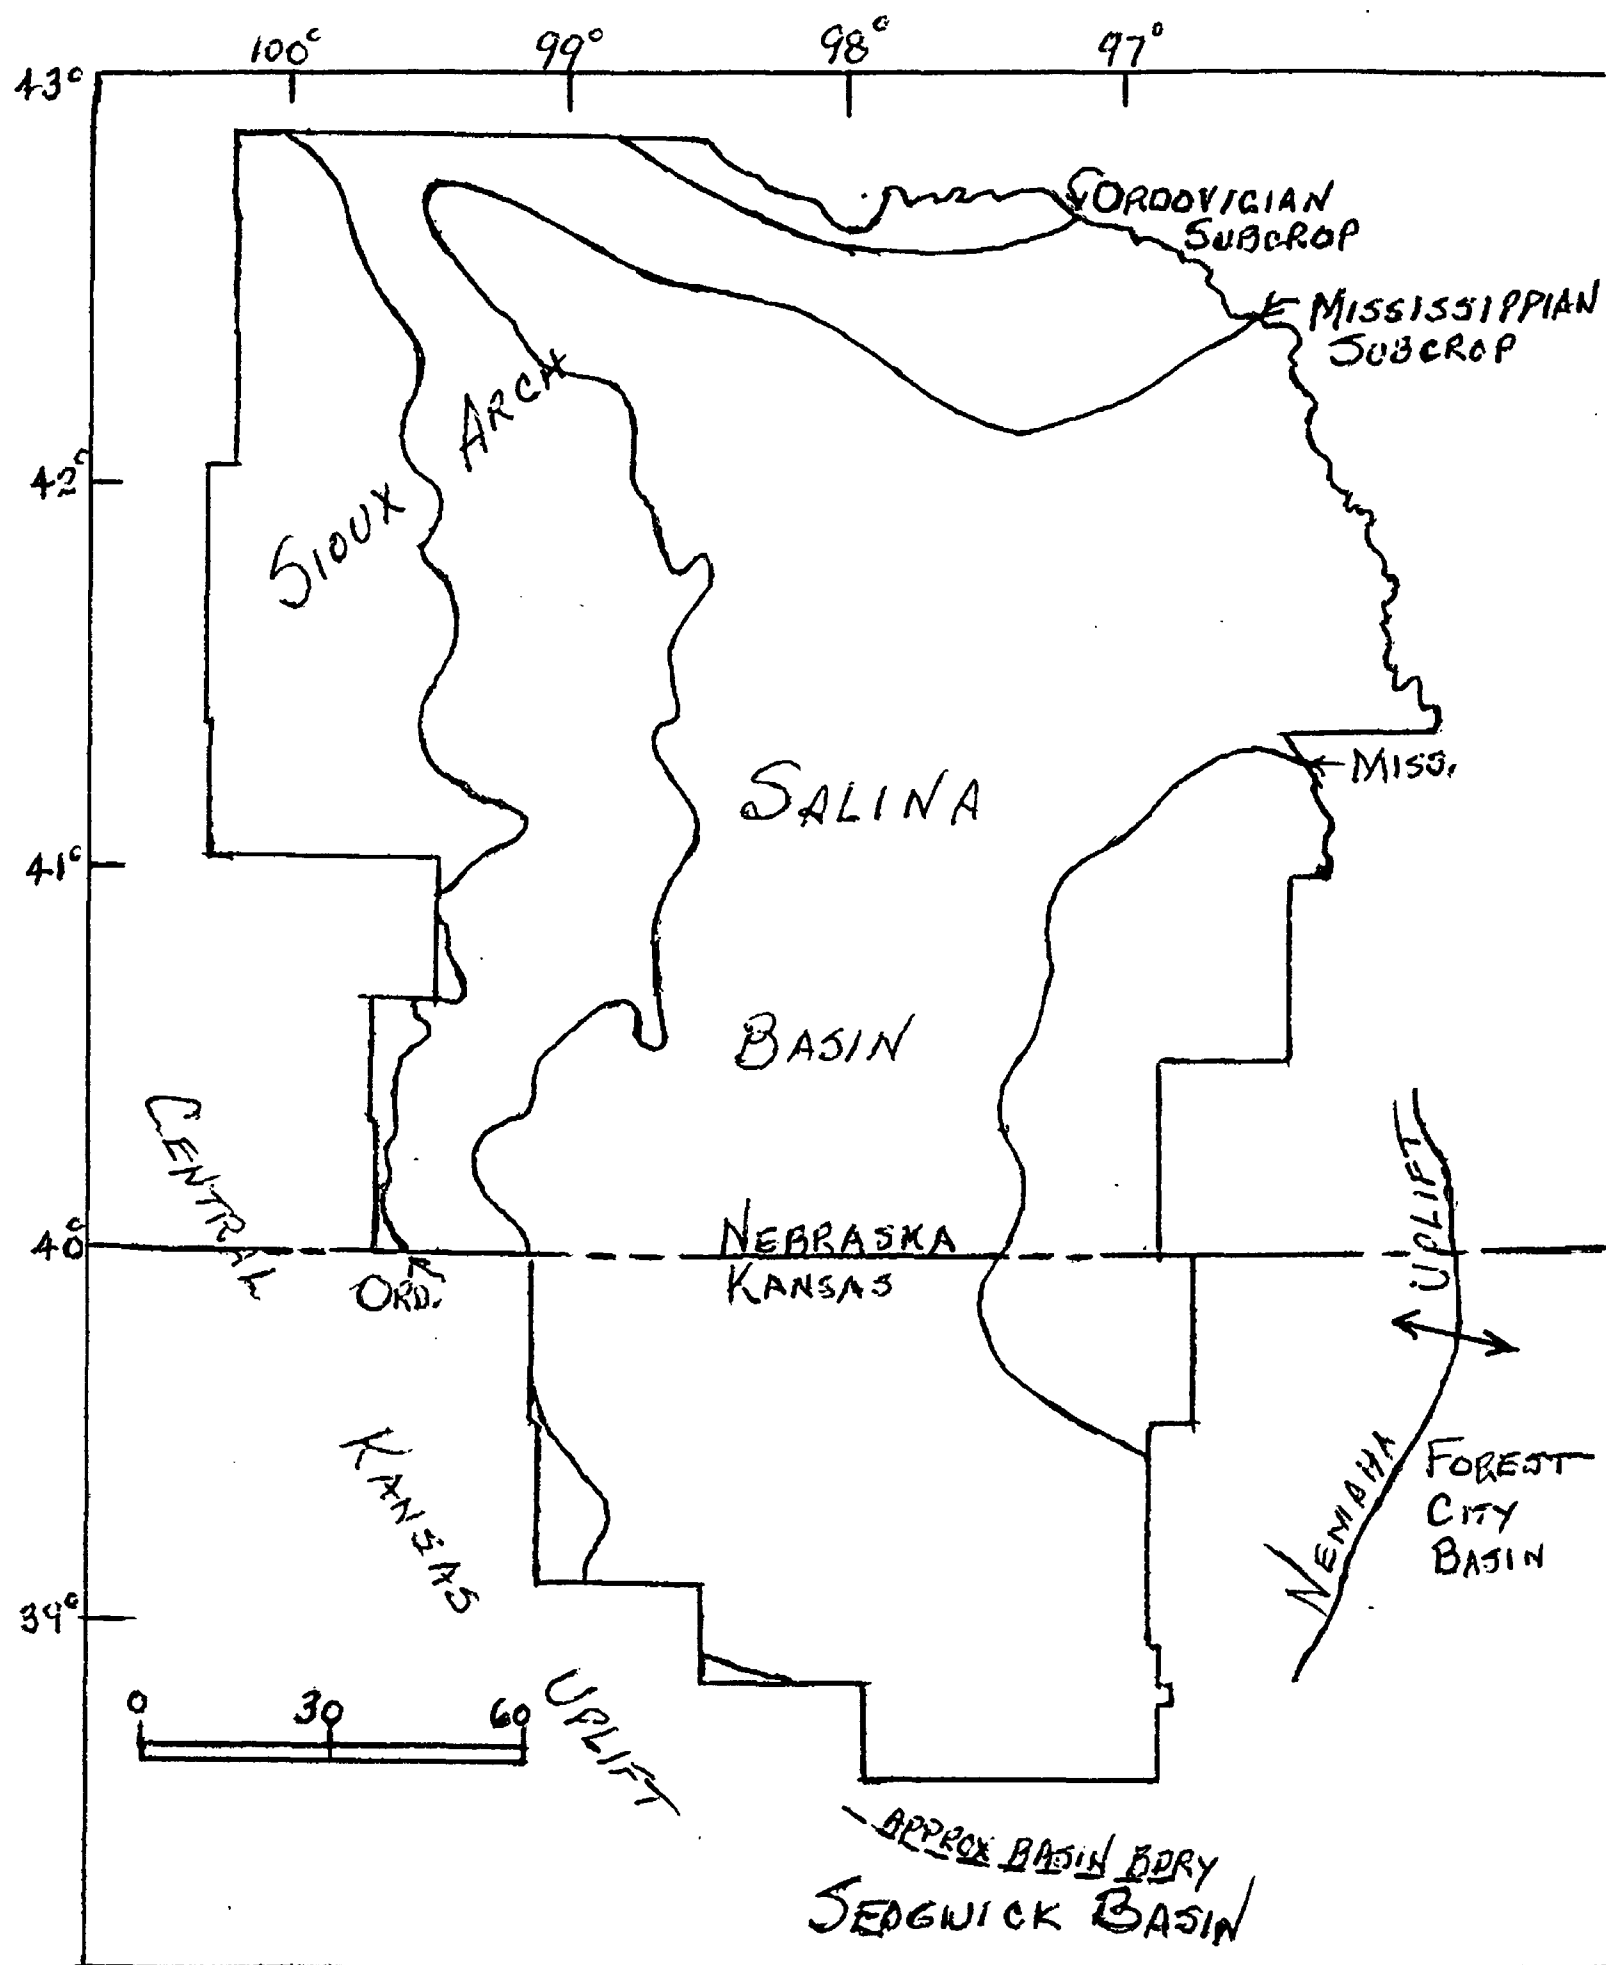 100° 99° 98° 97°
43°
ORDOVICIAN
SUBCROP
MISSISSIPPIAN
SUBCROP
ARCH
42°
SIOUX
MISS.
SALINA
41°
BASIN
CENTRAL
UPLIFT
NEBRASKA
40°
KANSAS
ORD.
KANSAS
NEMAHA
FOREST
CITY
BASIN
39°
UPLIFT
0 30 60
APPROX BASIN BDRY
SEDGWICK BASIN